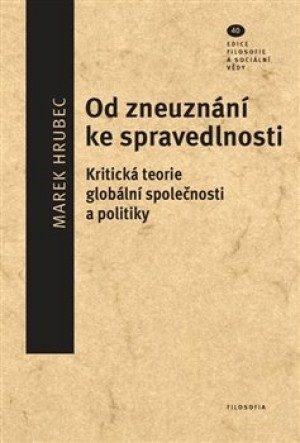 40
EDICE
FILOSOFIE
A SOCIÁLNÍ
VĚDY
MAREK HRUBEC
Od zneuznání
ke spravedlnosti
Kritická teorie
globální společnosti
a politiky
FILOSOFIA